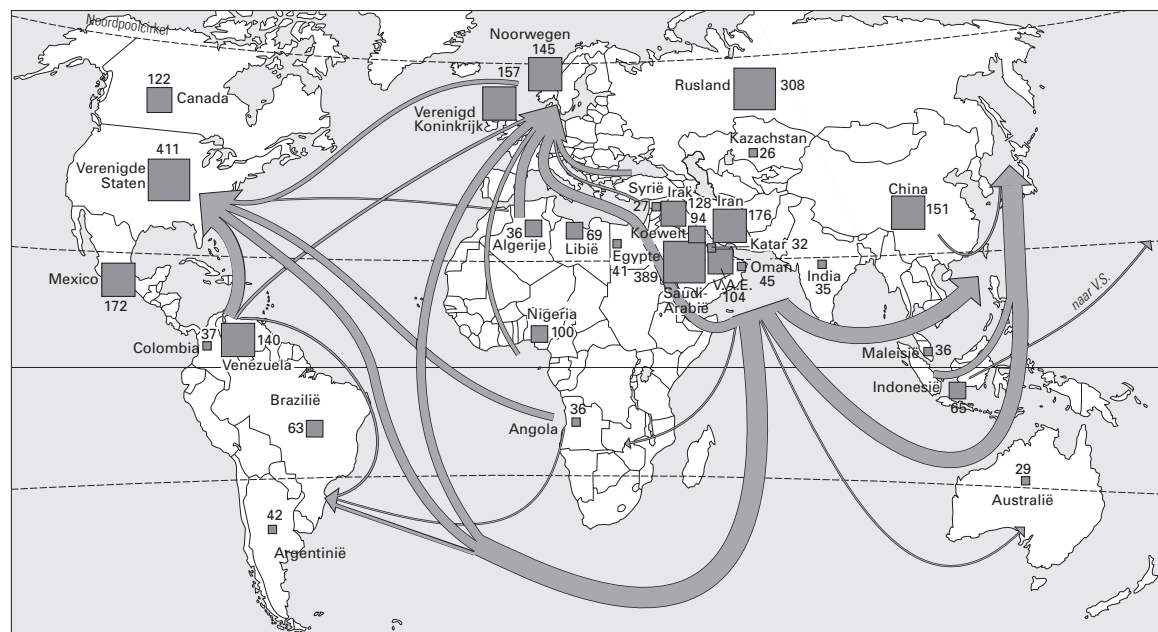 Noordpoolcirkel
Noorwegen
145
157
Verenigd
Koninkrijk
Rusland 308
122
Canada
Kazachstan
26
411
Verenigde
Staten
China
151
Syrië
27
Irak
128
Iran
176
94
Koeweit
36
Algerije
69
Libië
Egypte
41
Katar 32
Oman
45
389
Saudi-
Arabië
V.A.E.
104
India
35
Mexico
172
naar V.S.
Nigeria
100
37
Colombia
140
Venezuela
Maleisië 36
Indonesië
65
Brazilië
63
36
Angola
29
Australië
42
Argentinië